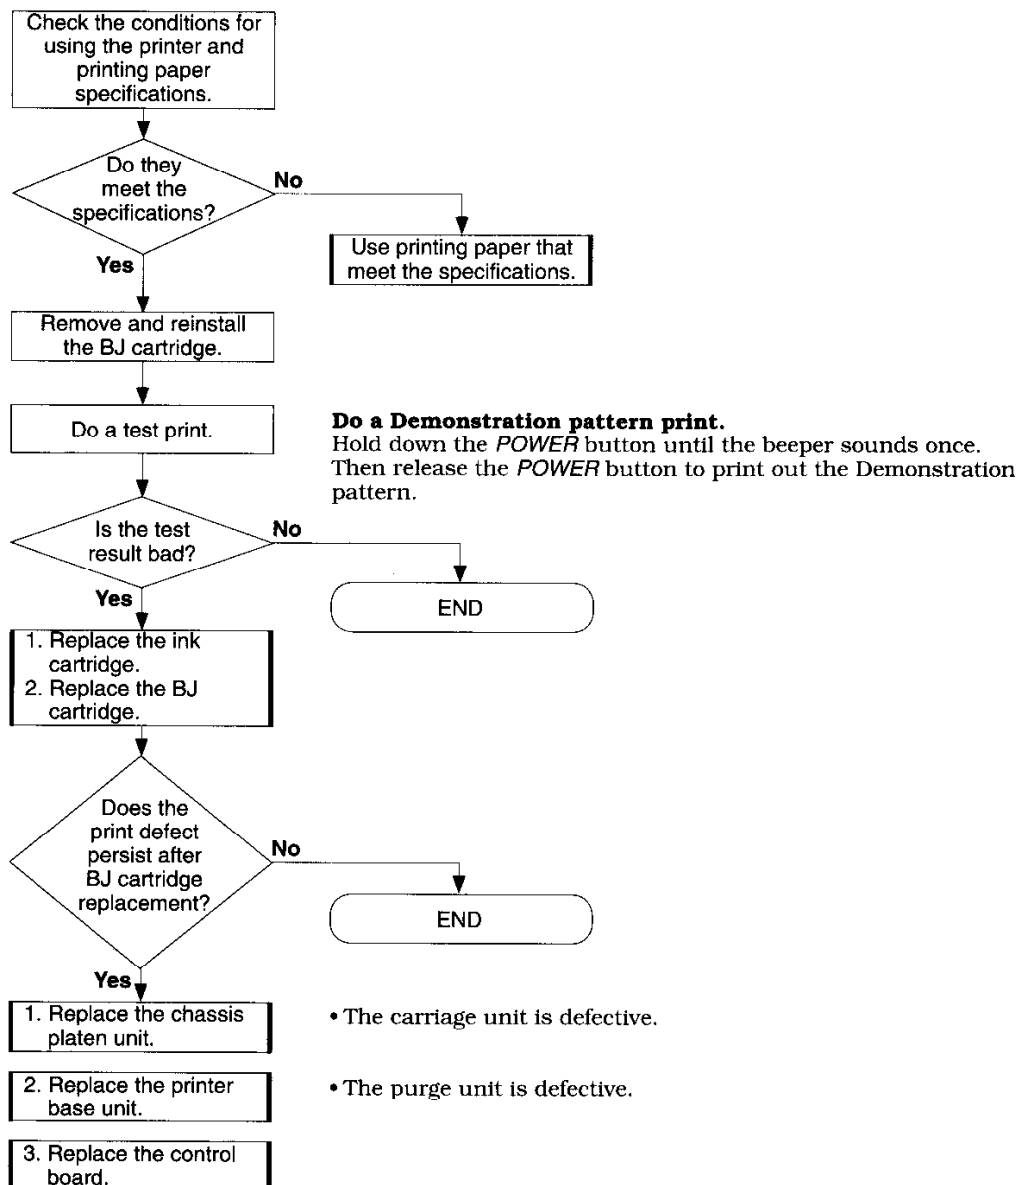 Check the conditions for
using the printer and
printing paper
specifications.
Do they
meet the
specifications?
No
Yes
Use printing paper that
meet the specifications.
Remove and reinstall
the BJ cartridge.
Do a test print.
Do a Demonstration pattern print.
Hold down the POWER button until the beeper sounds once.
Then release the POWER button to print out the Demonstration
pattern.
Is the test
result bad?
No
Yes
END
1. Replace the ink
cartridge.
2. Replace the BJ
cartridge.
Does the
print defect
persist after
BJ cartridge
replacement?
No
END
Yes
1. Replace the chassis
platen unit.
• The carriage unit is defective.
2. Replace the printer
base unit.
• The purge unit is defective.
3. Replace the control
board.